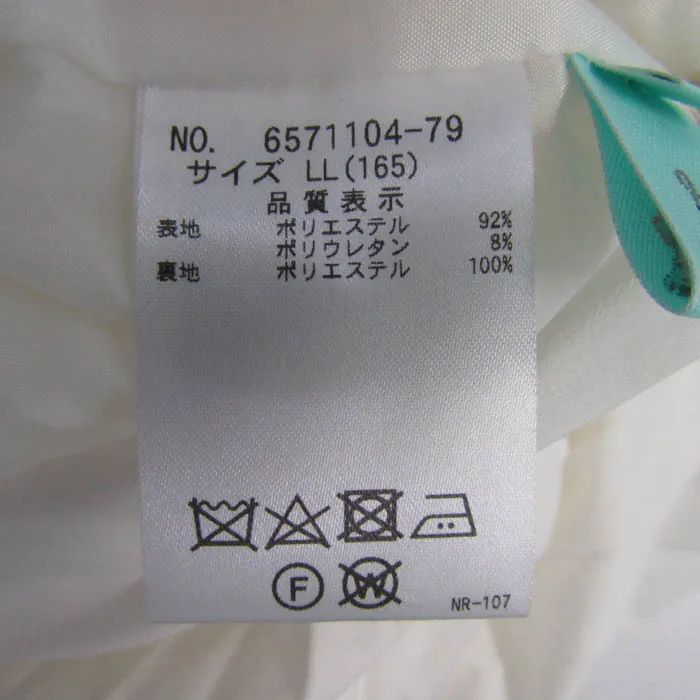 NO. 6571104-79
サイズ LL(165)
品質表示
表地 ポリエステル 92%
ポリウレタン 8%
裏地 ポリエステル 100%
F W
NR-107